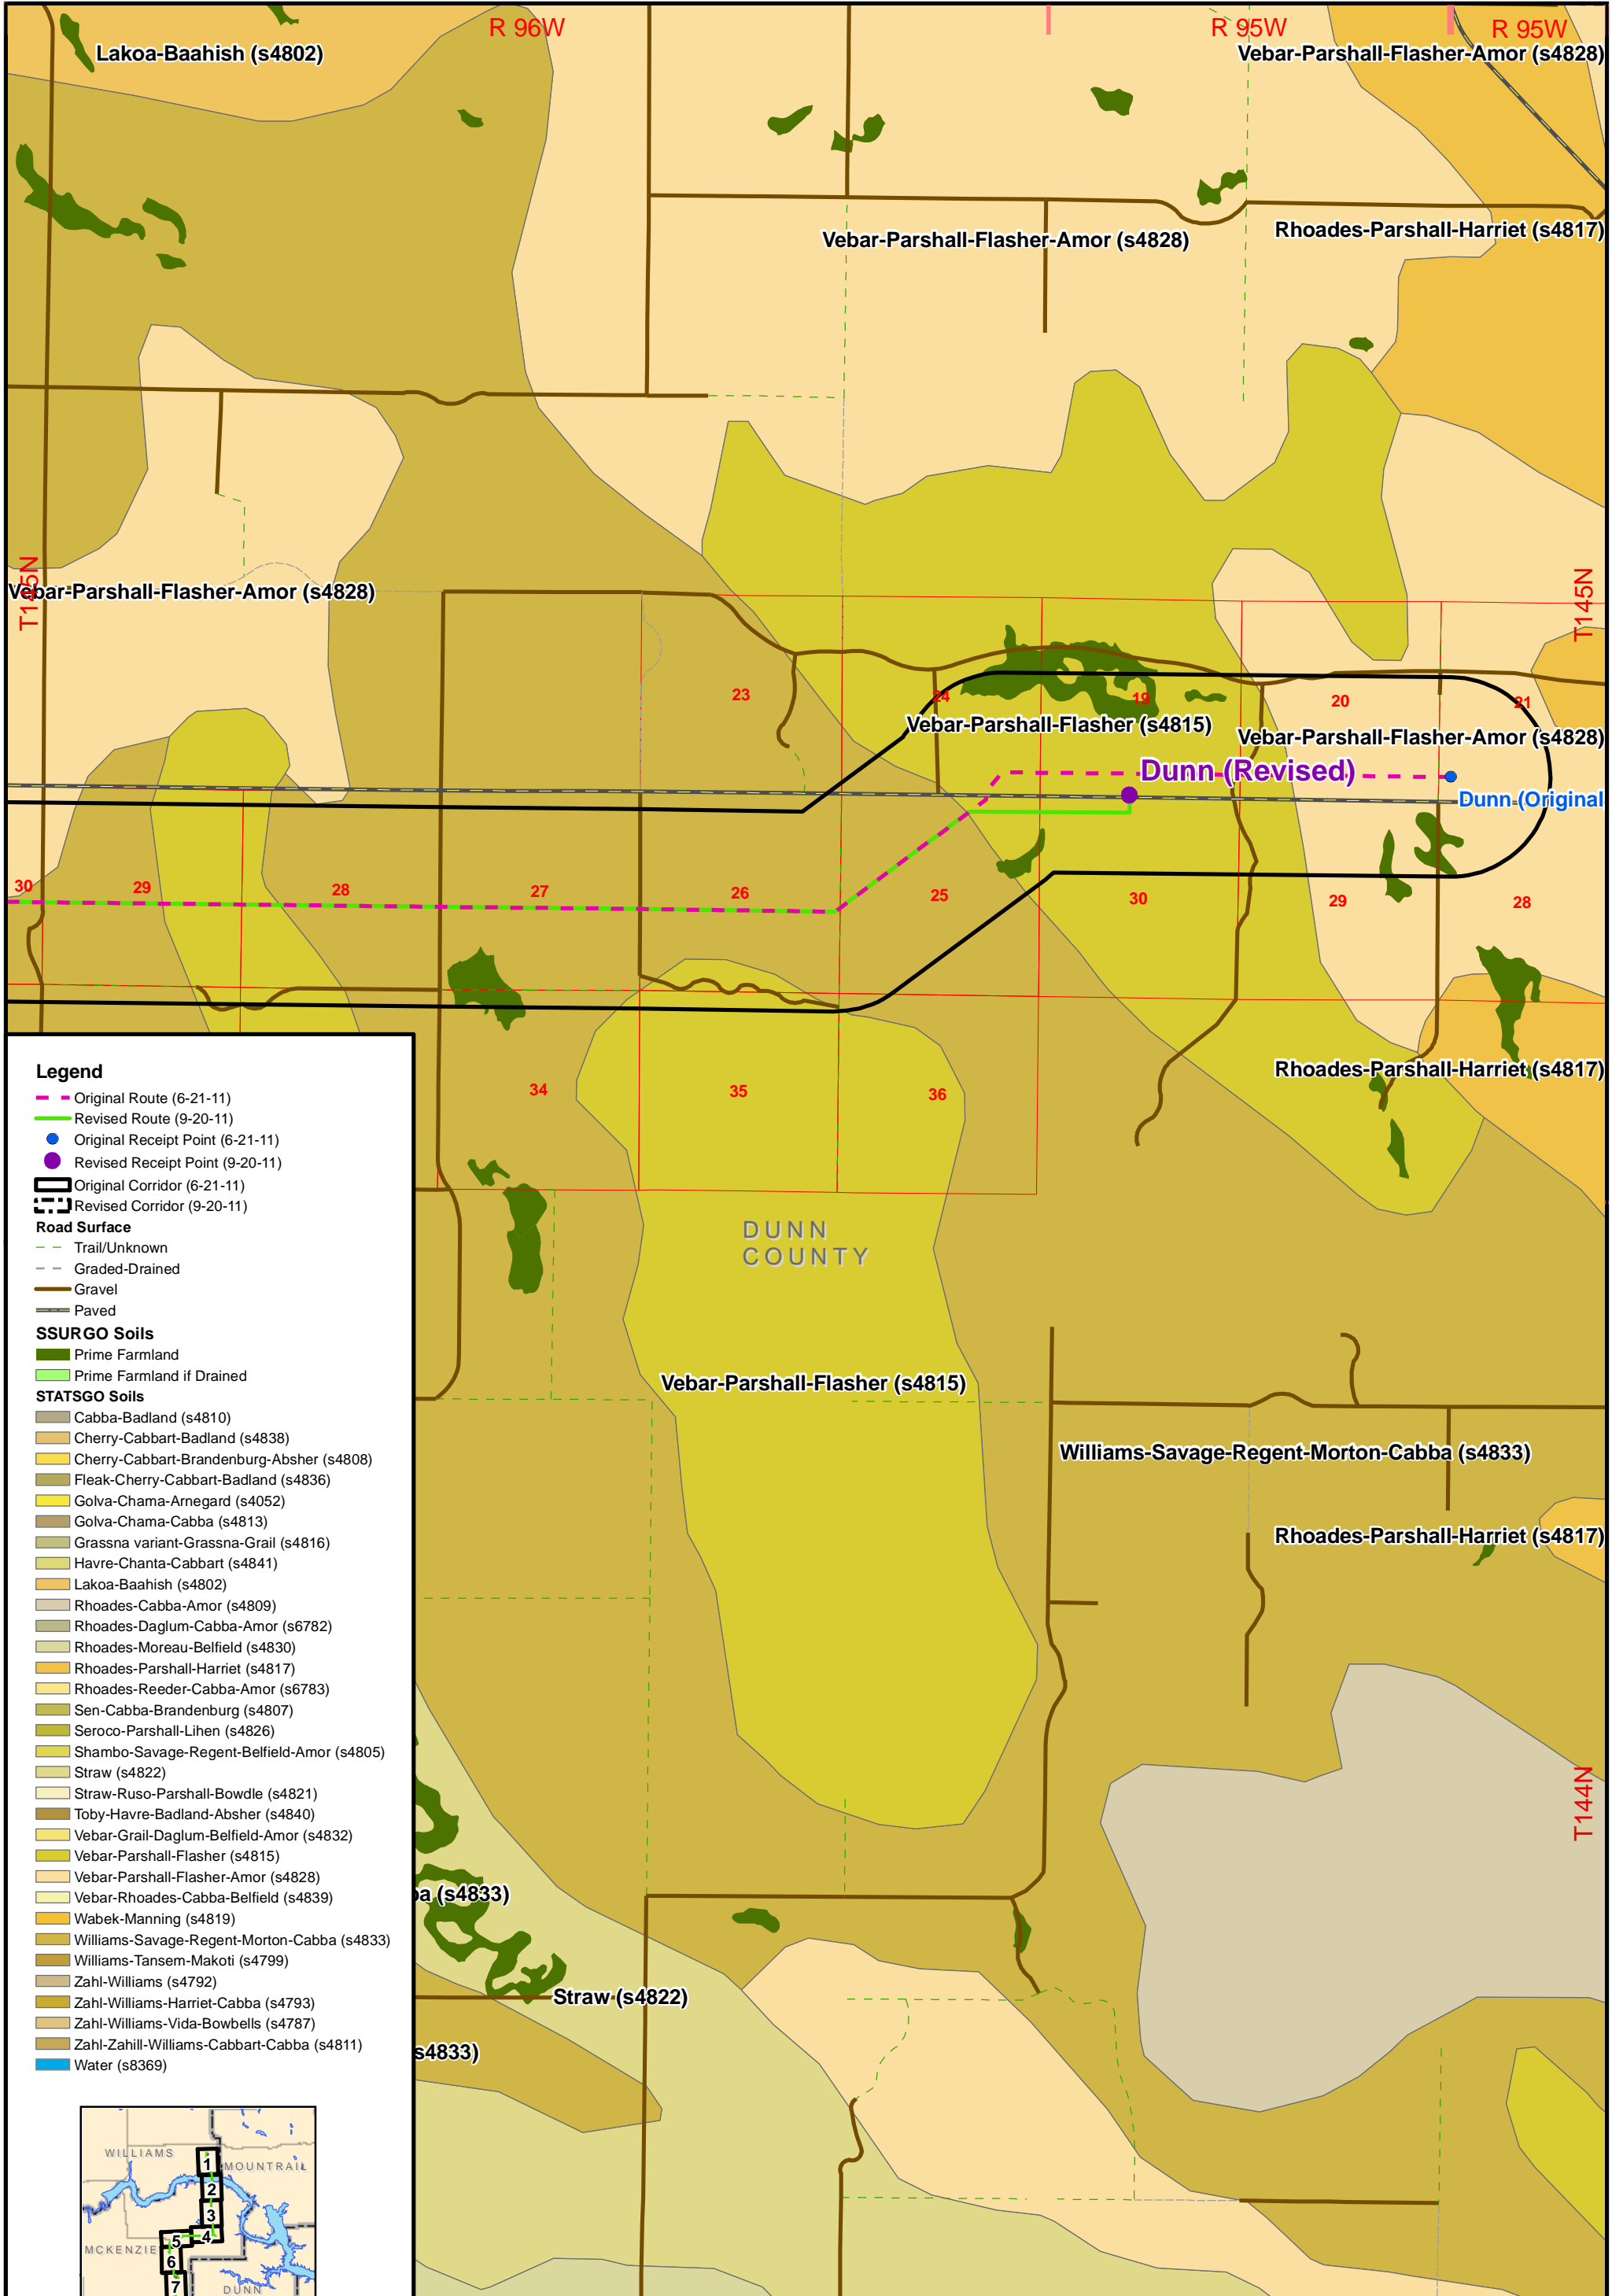 R 96W
R 95W
R 95W
Lakoa-Baahish (s4802)
Vebar-Parshall-Flasher-Amor (s4828)
Rhoades-Parshall-Harriet (s4817)
Vebar-Parshall-Flasher-Amor (s4828)
T145N
Vebar-Parshall-Flasher-Amor (s4828)
T145N
23
24
19
20
21
Vebar-Parshall-Flasher (s4815)
Vebar-Parshall-Flasher-Amor (s4828)
Dunn (Revised)
Dunn (Original
30
29
28
27
26
25
30
29
28
34
35
36
Rhoades-Parshall-Harriet (s4817)
DUNN
COUNTY
Vebar-Parshall-Flasher (s4815)
Williams-Savage-Regent-Morton-Cabba (s4833)
Rhoades-Parshall-Harriet (s4817)
T144N
ba (s4833)
Straw (s4822)
s4833)
Legend
Original Route (6-21-11)
Revised Route (9-20-11)
Original Receipt Point (6-21-11)
Revised Receipt Point (9-20-11)
Original Corridor (6-21-11)
Revised Corridor (9-20-11)
Road Surface
Trail/Unknown
Graded-Drained
Gravel
Paved
SSURGO Soils
Prime Farmland
Prime Farmland if Drained
STATSGO Soils
Cabba-Badland (s4810)
Cherry-Cabbart-Badland (s4838)
Cherry-Cabbart-Brandenburg-Absher (s4808)
Fleak-Cherry-Cabbart-Badland (s4836)
Golva-Chama-Arnegard (s4052)
Golva-Chama-Cabba (s4813)
Grassna variant-Grassna-Grail (s4816)
Havre-Chanta-Cabbart (s4841)
Lakoa-Baahish (s4802)
Rhoades-Cabba-Amor (s4809)
Rhoades-Daglum-Cabba-Amor (s6782)
Rhoades-Moreau-Belfield (s4830)
Rhoades-Parshall-Harriet (s4817)
Rhoades-Reeder-Cabba-Amor (s6783)
Sen-Cabba-Brandenburg (s4807)
Seroco-Parshall-Lihen (s4826)
Shambo-Savage-Regent-Belfield-Amor (s4805)
Straw (s4822)
Straw-Ruso-Parshall-Bowdle (s4821)
Toby-Havre-Badland-Absher (s4840)
Vebar-Grail-Daglum-Belfield-Amor (s4832)
Vebar-Parshall-Flasher (s4815)
Vebar-Parshall-Flasher-Amor (s4828)
Vebar-Rhoades-Cabba-Belfield (s4839)
Wabek-Manning (s4819)
Williams-Savage-Regent-Morton-Cabba (s4833)
Williams-Tansem-Makoti (s4799)
Zahl-Williams (s4792)
Zahl-Williams-Harriet-Cabba (s4793)
Zahl-Williams-Vida-Bowbells (s4787)
Zahl-Zahill-Williams-Cabbart-Cabba (s4811)
Water (s8369)
WILLIAMS
MOUNTRAIL
MCKENZIE
DUNN
1
2
3
4
5
6
7